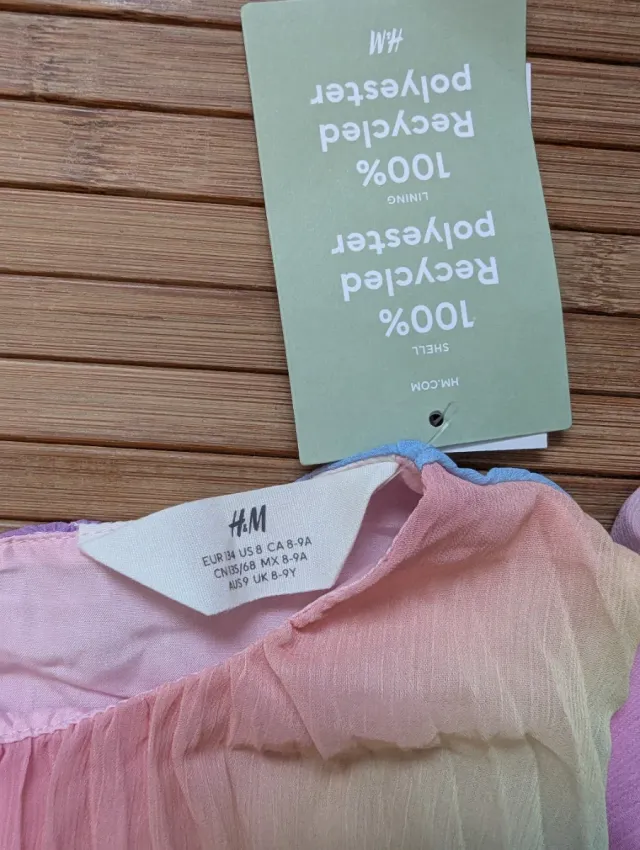 HM.COM
SHELL
100%
Recycled
polyester
LINING
100%
Recycled
polyester
H&M
H&M
EUR 134 US 8 CA 8-9A
CN135/68 MX 8-9A
AUS9 UK 8-9Y